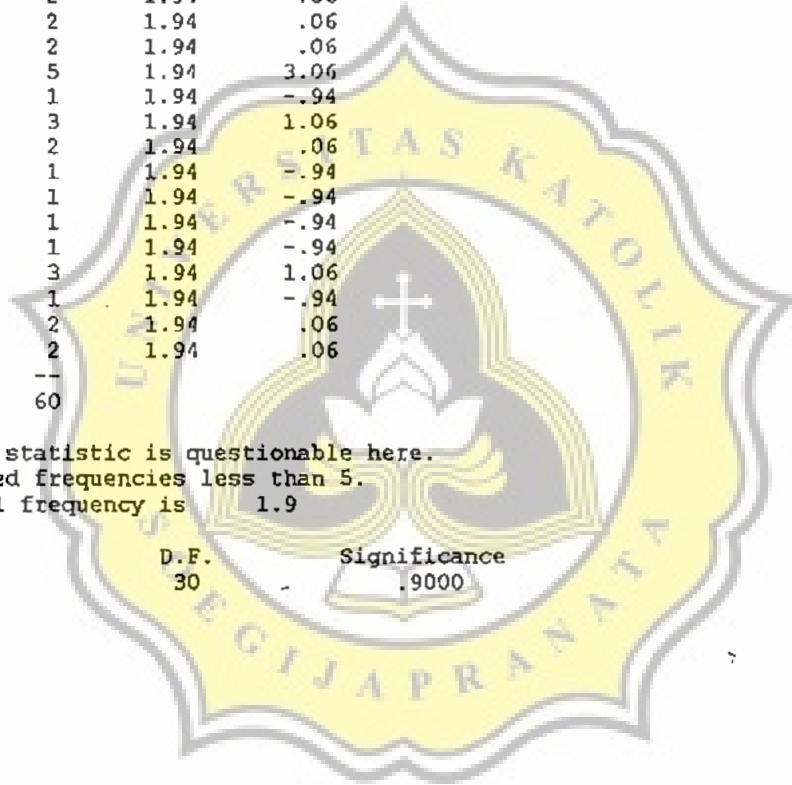 2 1.94 .06
2 1.94 .06
5 1.94 3.06
1 1.94 -.94
3 1.94 1.06
2 1.94 .06
1 1.94 -.94
1 1.94 -.94
1 1.94 -.94
1 1.94 -.94
3 1.94 1.06
1 1.94 -.94
2 1.94 .06
2 1.94 .06
--
60
statistic is questionable here.
frequencies less than 5.
frequency is 1.9
D.F. Significance
30 .9000
UNIVERSITAS KATOLIK
SOEGIJAPRANATA